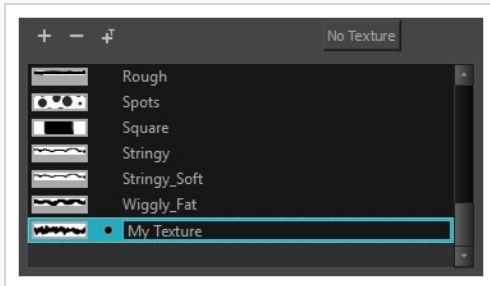 No Texture
Rough
Spots
Square
Stringy
Stringy_Soft
Wiggly_Fat
My Texture